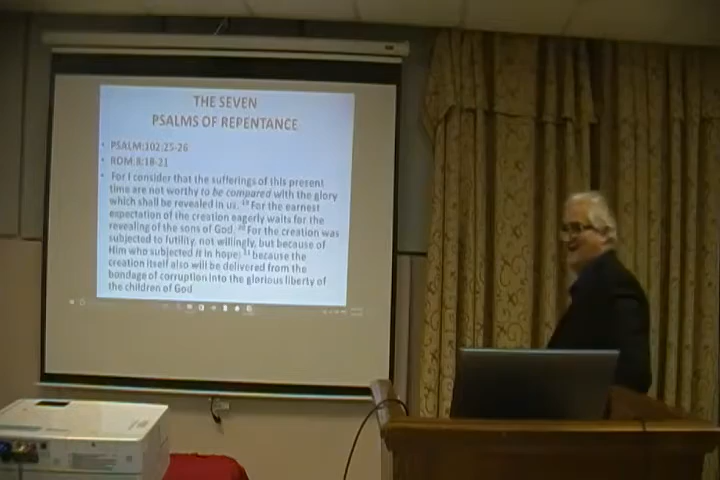 THE SEVEN
PSALMS OF REPENTANCE
• PSALM:102:25-26
• ROM:8:18-21
• For I consider that the sufferings of this present
time are not worthy to be compared with the glory
which shall be revealed in us. 19 For the earnest
expectation of the creation eagerly waits for the
revealing of the sons of God. 20 For the creation was
subjected to futility, not willingly, but because of
Him who subjected it in hope; 21 because the
creation itself also will be delivered from the
bondage of corruption into the glorious liberty of
the children of God